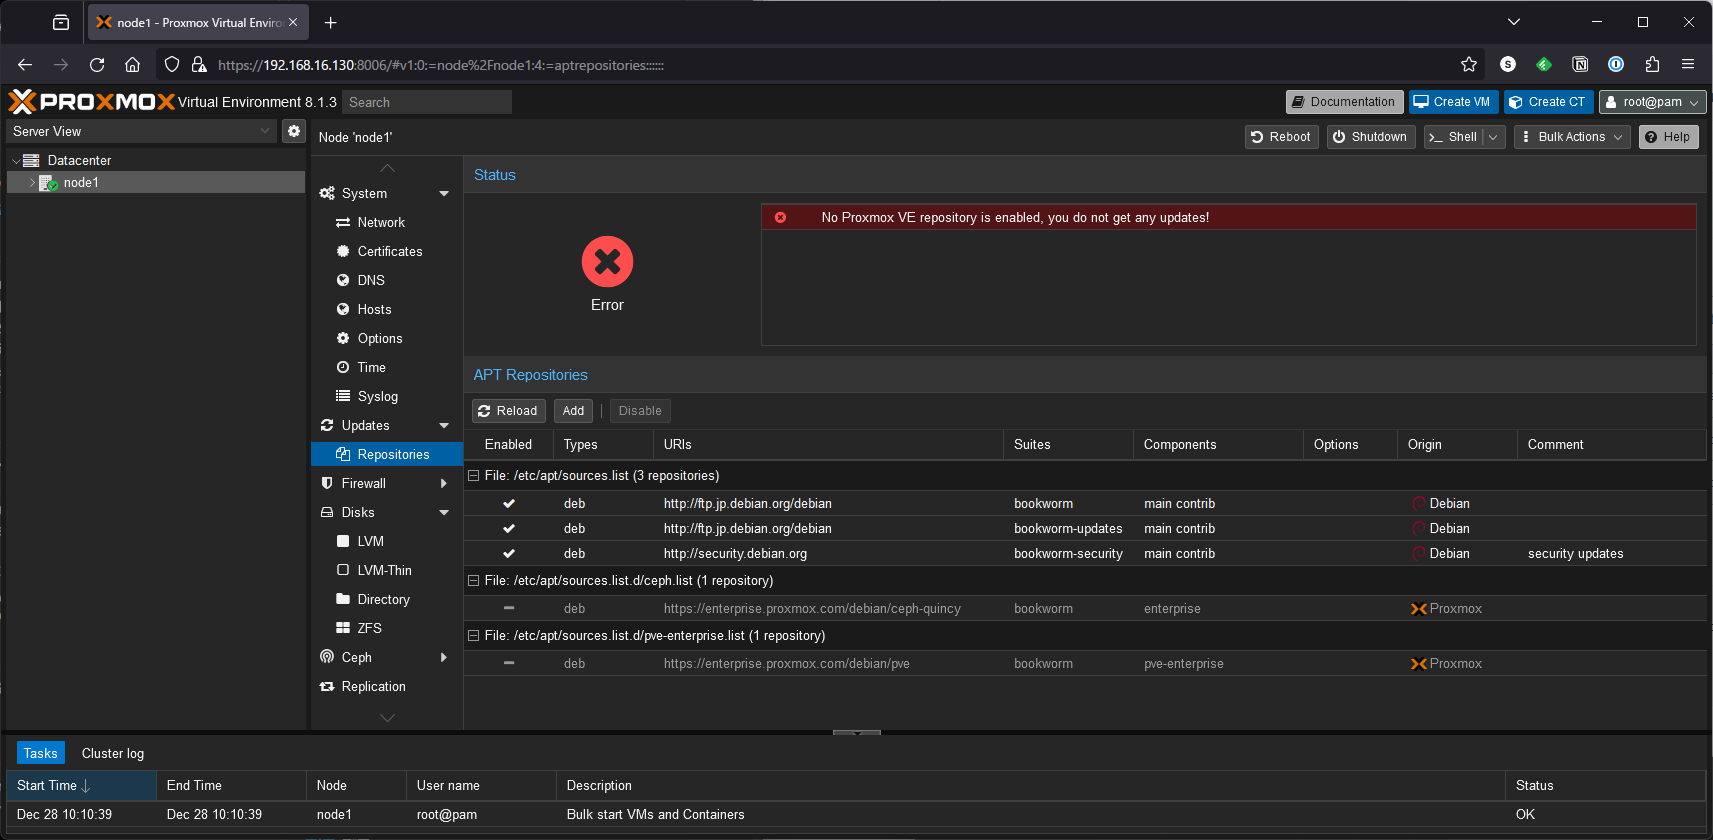 node1 - Proxmox Virtual Enviro
https://192.168.16.130:8006/#v1:0:=node%2Fnode1:4:=aptrepositories::::::
PROXMOX Virtual Environment 8.1.3 Search Documentation Create VM Create CT root@pam
Server View
Node 'node1' Reboot Shutdown Shell Bulk Actions Help
Datacenter
node1
System
Network
Certificates
DNS
Hosts
Options
Time
Syslog
Updates
Repositories
Firewall
Disks
LVM
LVM-Thin
Directory
ZFS
Ceph
Replication
Status
Error
No Proxmox VE repository is enabled, you do not get any updates!
APT Repositories
Reload Add Disable
Enabled Types URIs Suites Components Options Origin Comment
File: /etc/apt/sources.list (3 repositories)
deb http://ftp.jp.debian.org/debian bookworm main contrib Debian
deb http://ftp.jp.debian.org/debian bookworm-updates main contrib Debian
deb http://security.debian.org bookworm-security main contrib Debian security updates
File: /etc/apt/sources.list.d/ceph.list (1 repository)
deb https://enterprise.proxmox.com/debian/ceph-quincy bookworm enterprise Proxmox
File: /etc/apt/sources.list.d/pve-enterprise.list (1 repository)
deb https://enterprise.proxmox.com/debian/pve bookworm pve-enterprise Proxmox
Tasks Cluster log
Start Time End Time Node User name Description Status
Dec 28 10:10:39 Dec 28 10:10:39 node1 root@pam Bulk start VMs and Containers OK